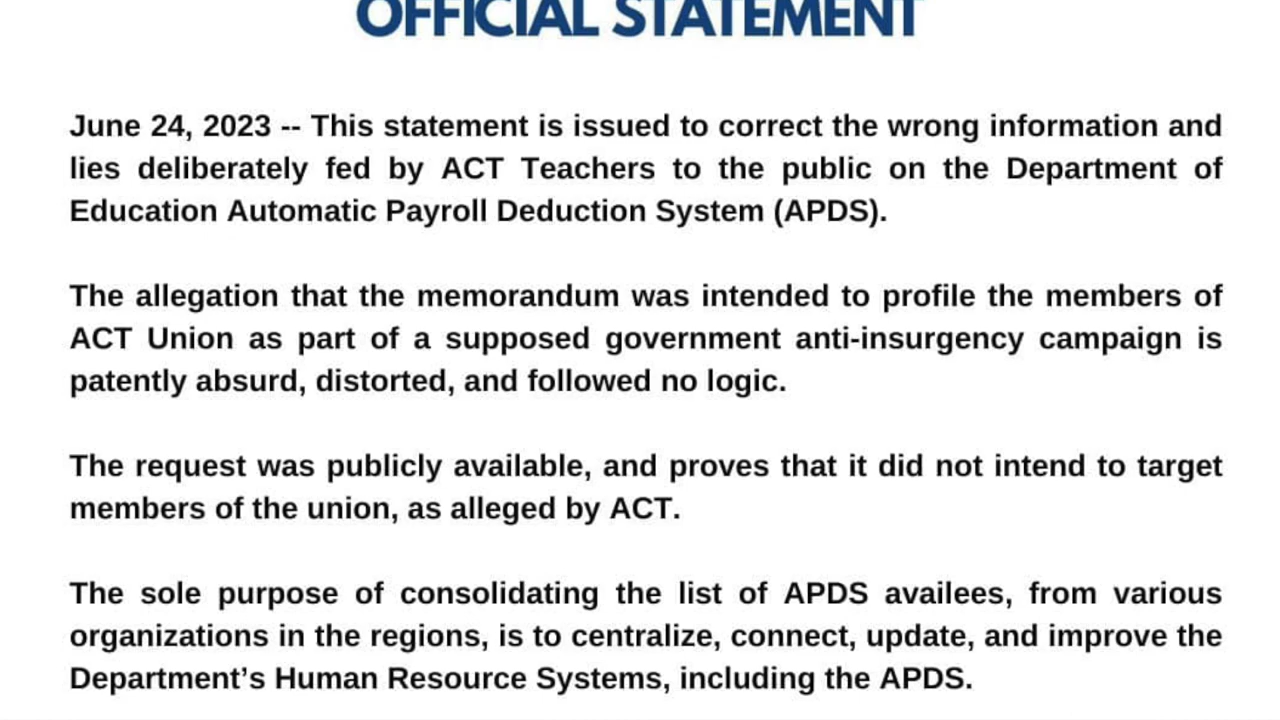 OFFICIAL STATEMENT
June 24, 2023 -- This statement is issued to correct the wrong information and
lies deliberately fed by ACT Teachers to the public on the Department of
Education Automatic Payroll Deduction System (APDS).
The allegation that the memorandum was intended to profile the members of
ACT Union as part of a supposed government anti-insurgency campaign is
patently absurd, distorted, and followed no logic.
The request was publicly available, and proves that it did not intend to target
members of the union, as alleged by ACT.
The sole purpose of consolidating the list of APDS availees, from various
organizations in the regions, is to centralize, connect, update, and improve the
Department’s Human Resource Systems, including the APDS.